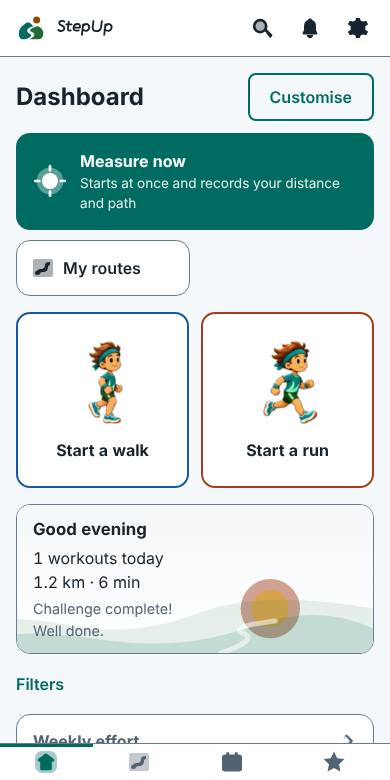 StepUp
Dashboard
Customise
Measure now
Starts at once and records your distance
and path
My routes
Start a walk
Start a run
Good evening
1 workouts today
1.2 km · 6 min
Challenge complete!
Well done.
Filters
Weekly effort